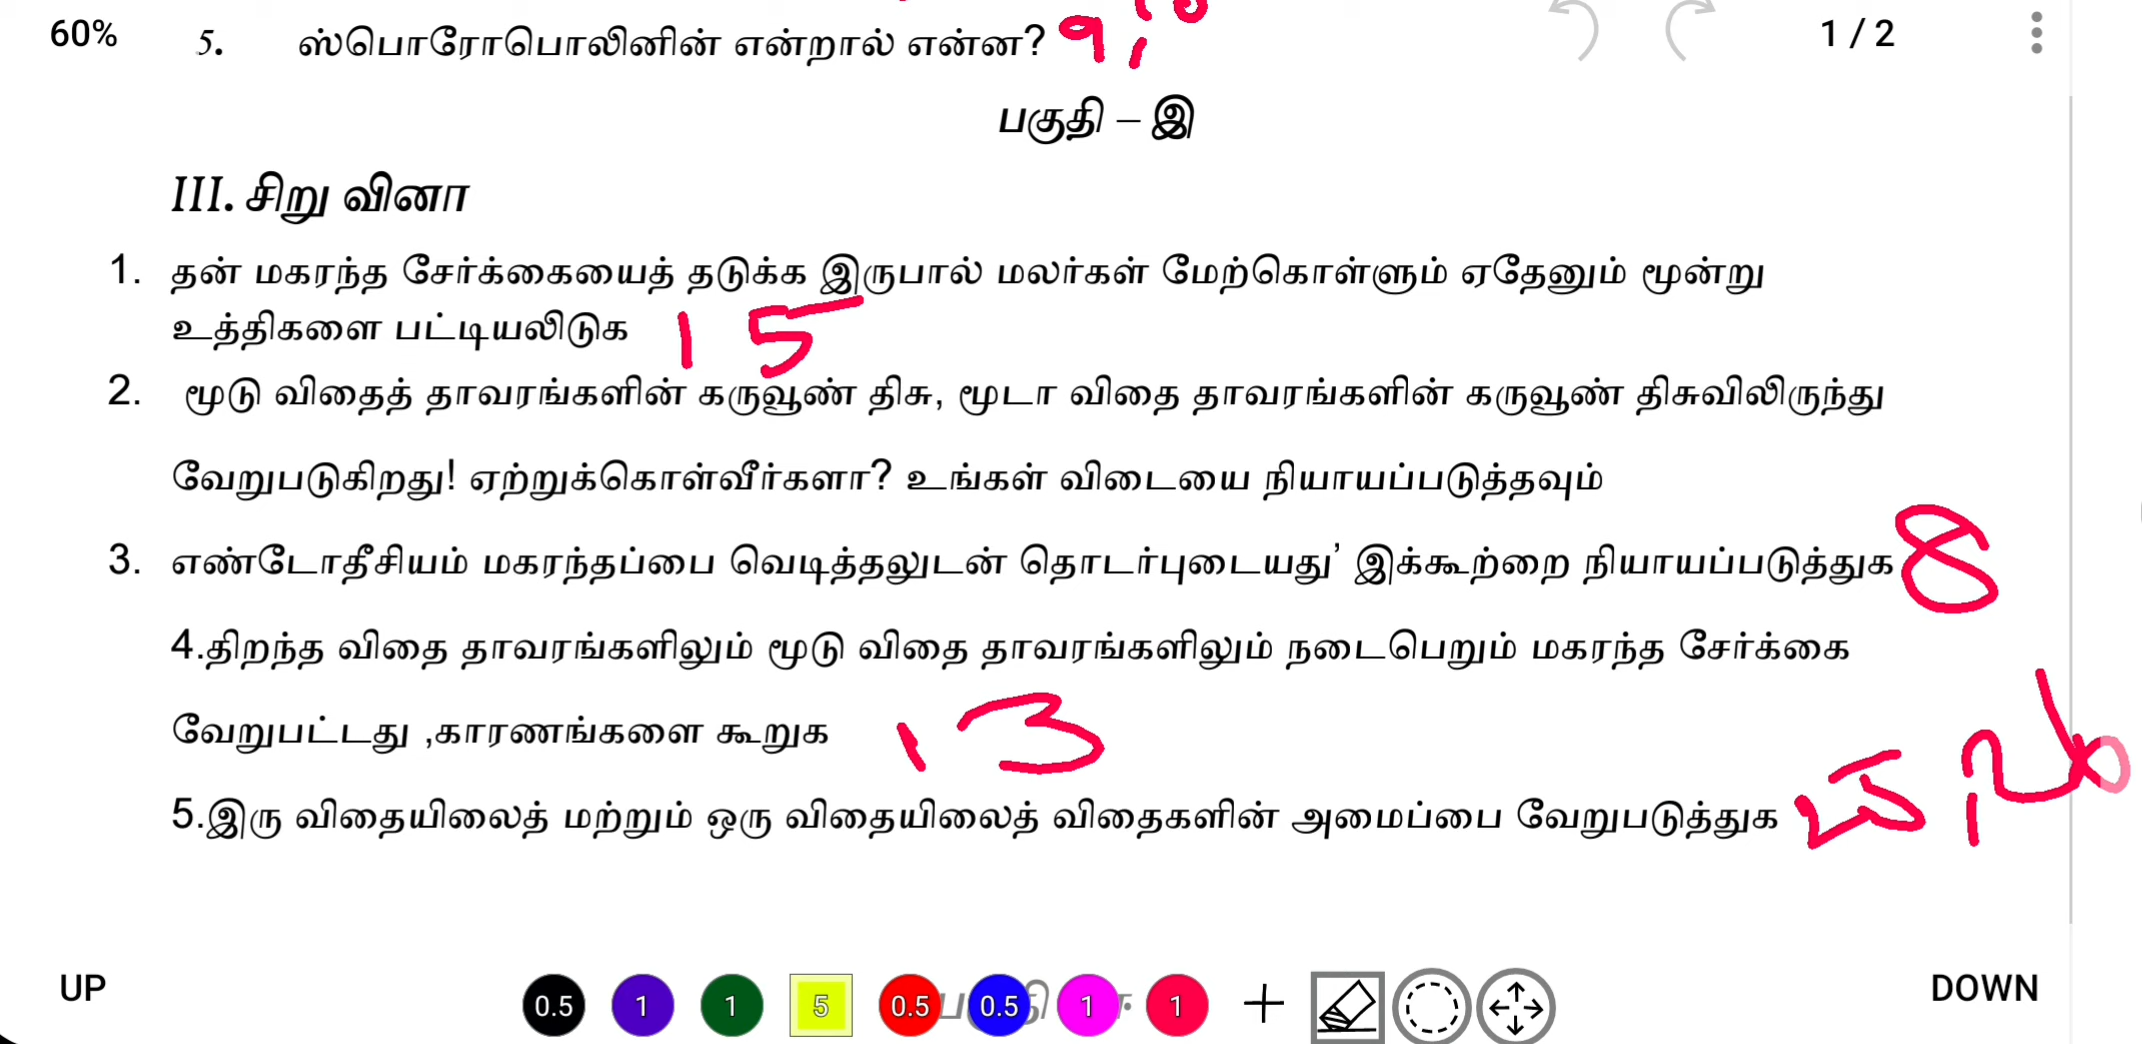 60% 5. ஸ்பொரோபொலினின் என்றால் என்ன? 9, 10 1 / 2
பகுதி – இ
III. சிறு வினா
1. தன் மகரந்த சேர்க்கையைத் தடுக்க இருபால் மலர்கள் மேற்கொள்ளும் ஏதேனும் மூன்று
உத்திகளை பட்டியலிடுக 15
2. மூடு விதைத் தாவரங்களின் கருவூண் திசு, மூடா விதை தாவரங்களின் கருவூண் திசுவிலிருந்து
வேறுபடுகிறது! ஏற்றுக்கொள்வீர்களா? உங்கள் விடையை நியாயப்படுத்தவும்
3. எண்டோதீசியம் மகரந்தப்பை வெடித்தலுடன் தொடர்புடையது’ இக்கூற்றை நியாயப்படுத்துக 8
4.திறந்த விதை தாவரங்களிலும் மூடு விதை தாவரங்களிலும் நடைபெறும் மகரந்த சேர்க்கை
வேறுபட்டது ,காரணங்களை கூறுக 13
5.இரு விதையிலைத் மற்றும் ஒரு விதையிலைத் விதைகளின் அமைப்பை வேறுபடுத்துக
UP 0.5 1 1 5 0.5 0.5 1 1 + DOWN